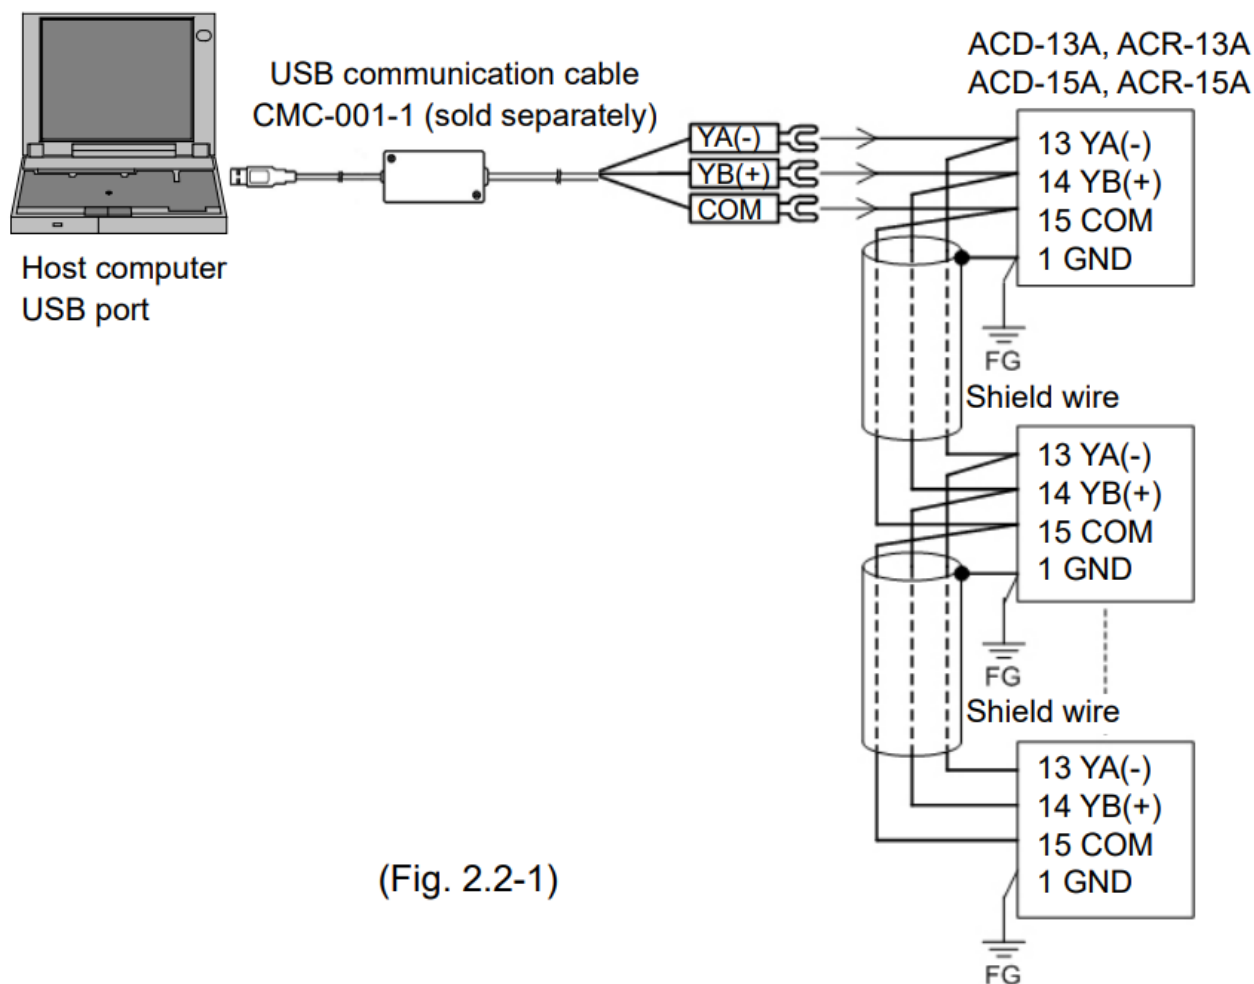 ACD-13A, ACR-13A
ACD-15A, ACR-15A
USB communication cable
CMC-001-1 (sold separately)
YA(-)
YB(+)
COM
13 YA(-)
14 YB(+)
15 COM
1 GND
Host computer
USB port
FG
Shield wire
13 YA(-)
14 YB(+)
15 COM
1 GND
FG
Shield wire
13 YA(-)
14 YB(+)
15 COM
1 GND
(Fig. 2.2-1)
FG